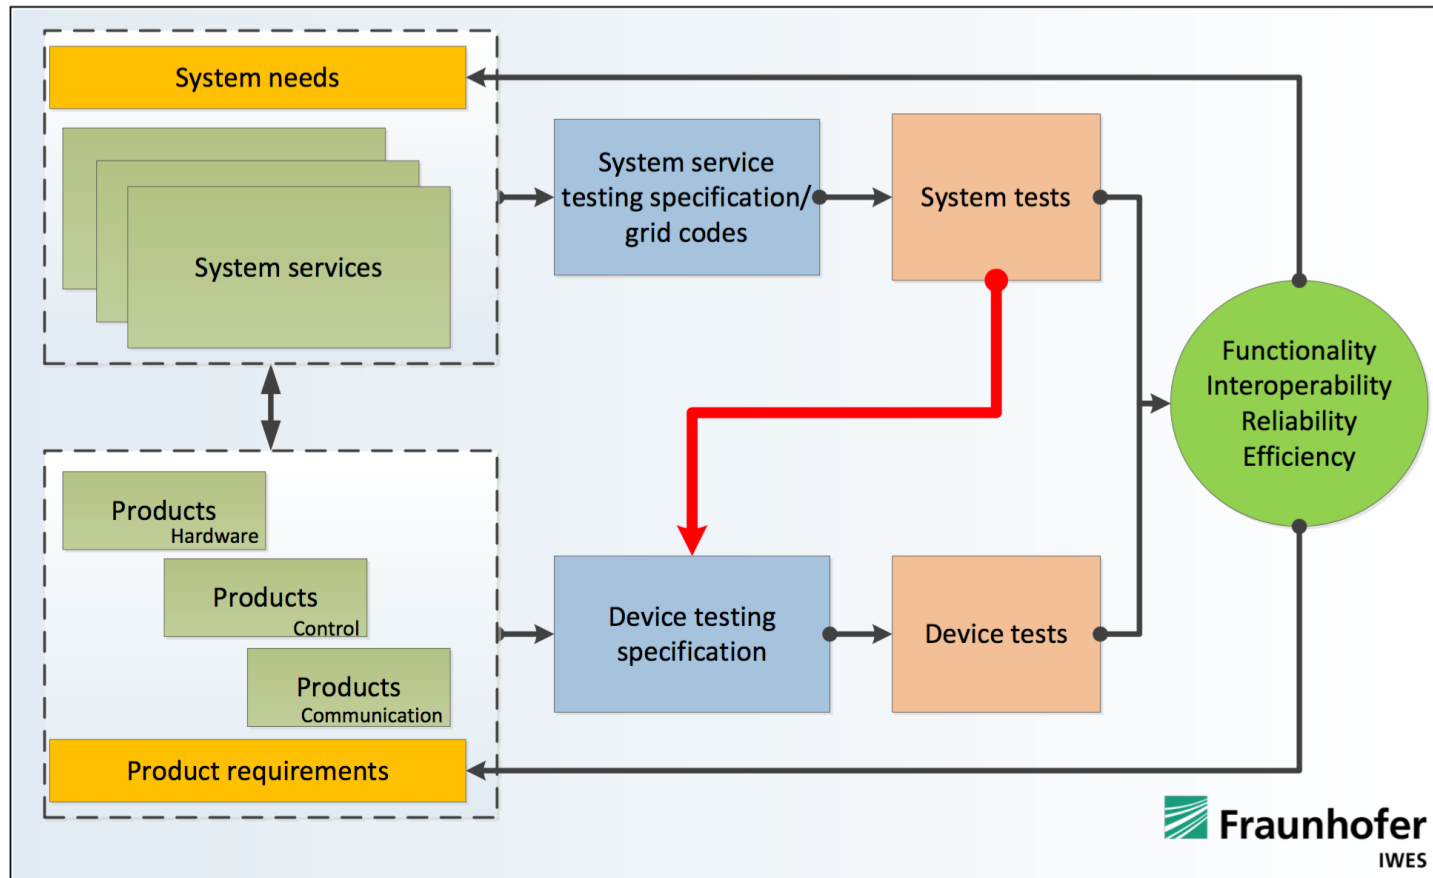 System needs
System services
System service
testing specification/
grid codes
System tests
Functionality
Interoperability
Reliability
Efficiency
Products
Hardware
Products
Control
Products
Communication
Product requirements
Device testing
specification
Device tests
Fraunhofer
IWES